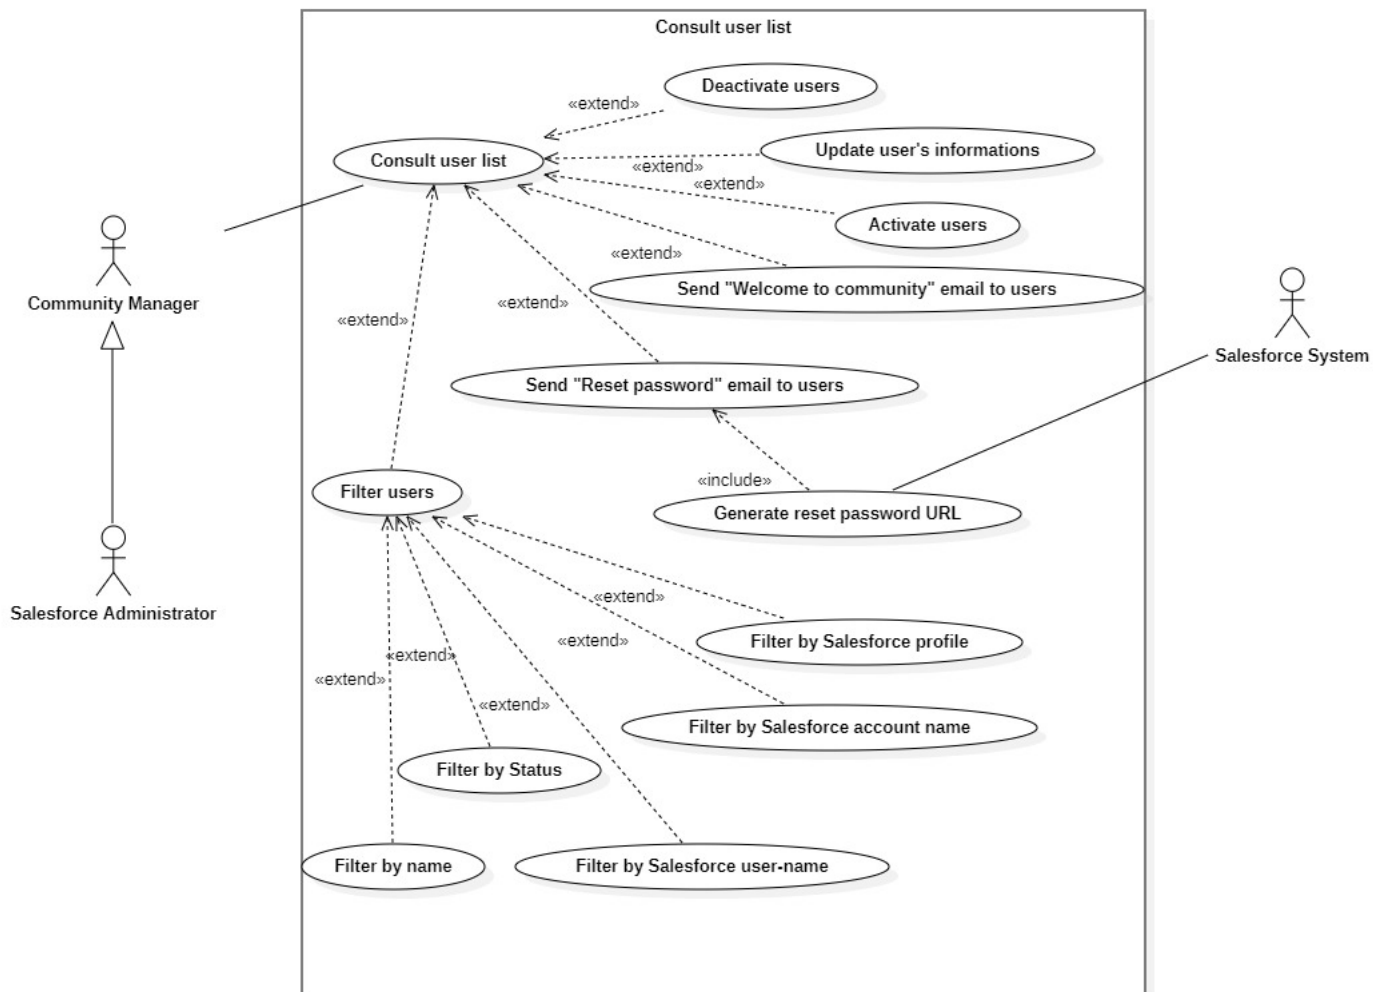 Consult user list
Deactivate users
«extend»
Update user's informations
Consult user list
«extend»
«extend»
Activate users
«extend»
Send "Welcome to community" email to users
Community Manager
«extend»
«extend»
Salesforce System
Send "Reset password" email to users
«include»
Filter users
Generate reset password URL
«extend»
Salesforce Administrator
«extend»
Filter by Salesforce profile
«extend»
«extend»
«extend»
Filter by Salesforce account name
Filter by Status
Filter by name
Filter by Salesforce user-name